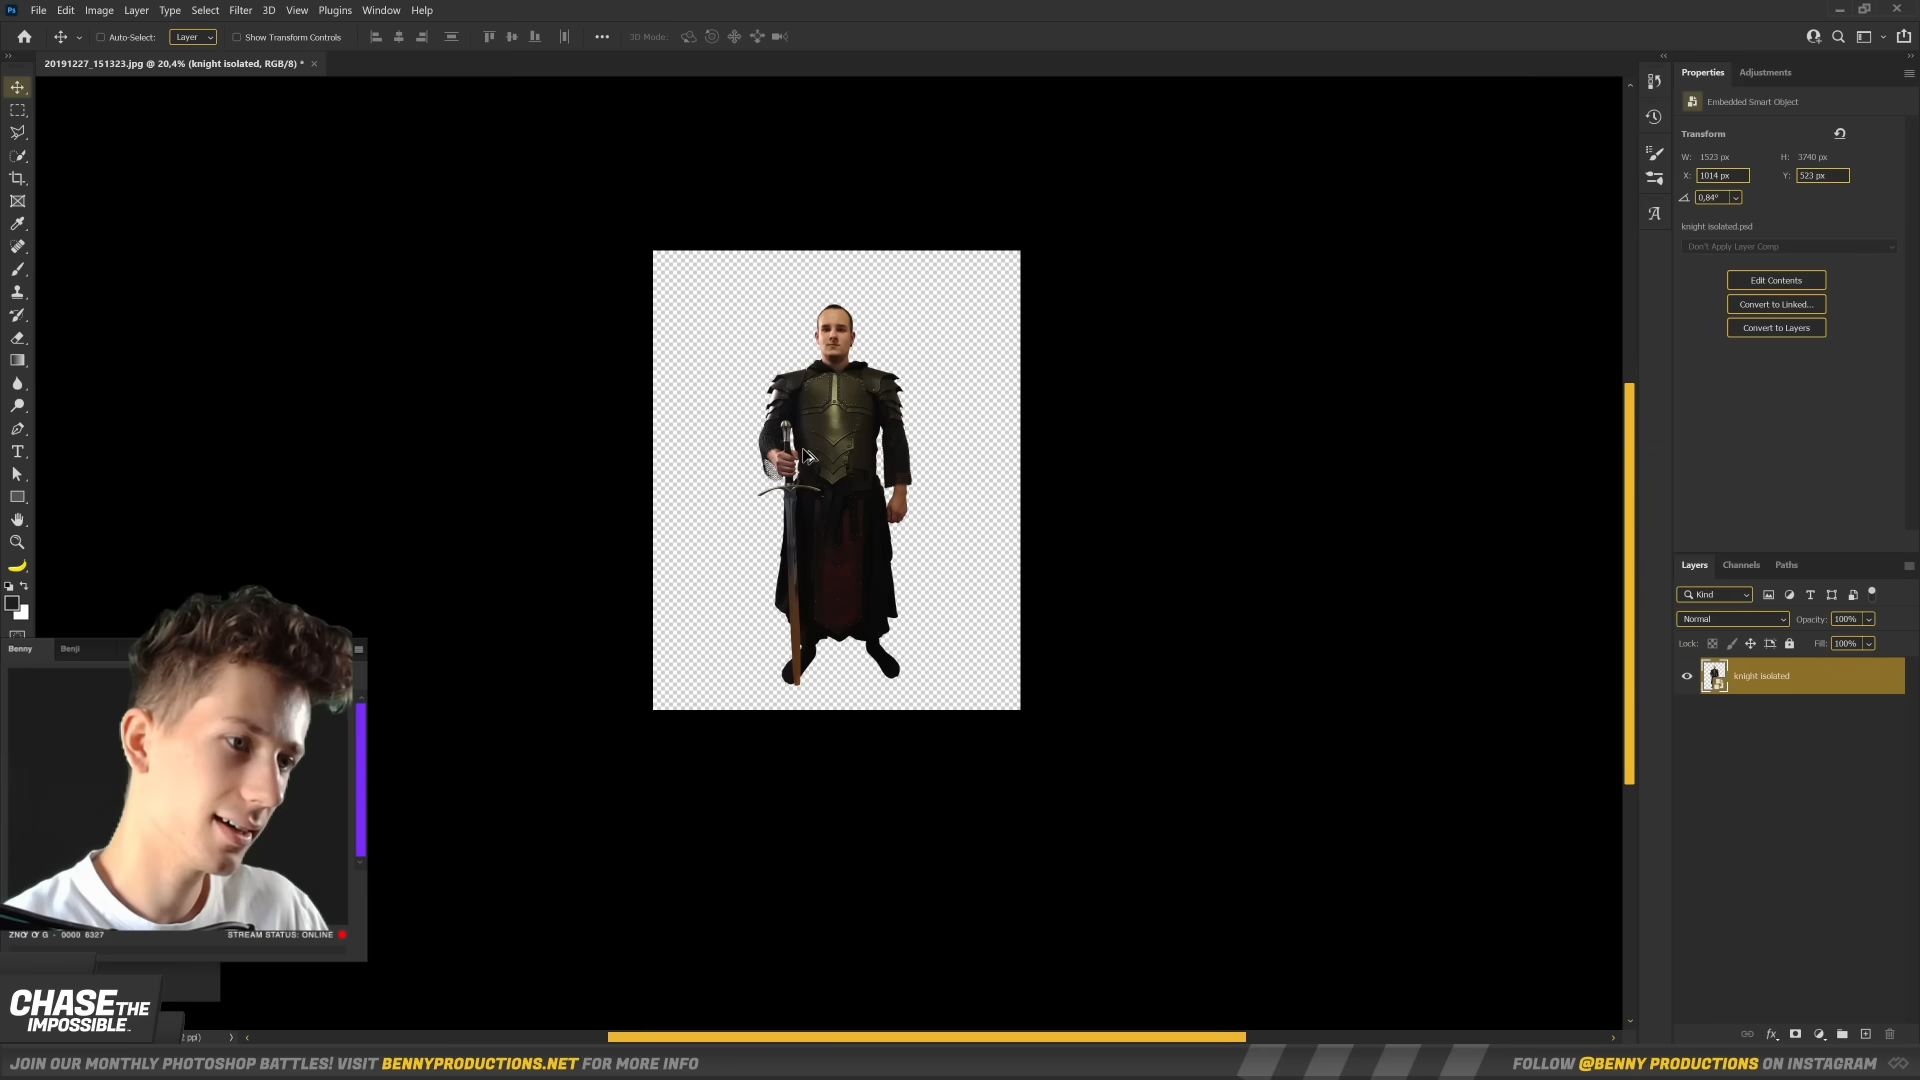 Ps File Edit Image Layer Type Select Filter 3D View Plugins Window Help
Auto-Select: Layer Show Transform Controls 3D Mode:
20191227_151323.jpg @ 20,4% (knight isolated, RGB/8) *
Properties Adjustments
Embedded Smart Object
Transform
W: 1523 px H: 3740 px
X: 1014 px Y: 523 px
0,84°
knight isolated.psd
Don't Apply Layer Comp
Edit Contents
Convert to Linked...
Convert to Layers
Layers Channels Paths
Kind
Normal Opacity: 100%
Lock: Fill: 100%
knight isolated
Benny Benji
0000 6327 STREAM STATUS: ONLINE
CHASE THE
IMPOSSIBLE
ppi)
JOIN OUR MONTHLY PHOTOSHOP BATTLES! VISIT BENNYPRODUCTIONS.NET FOR MORE INFO
FOLLOW @BENNY PRODUCTIONS ON INSTAGRAM